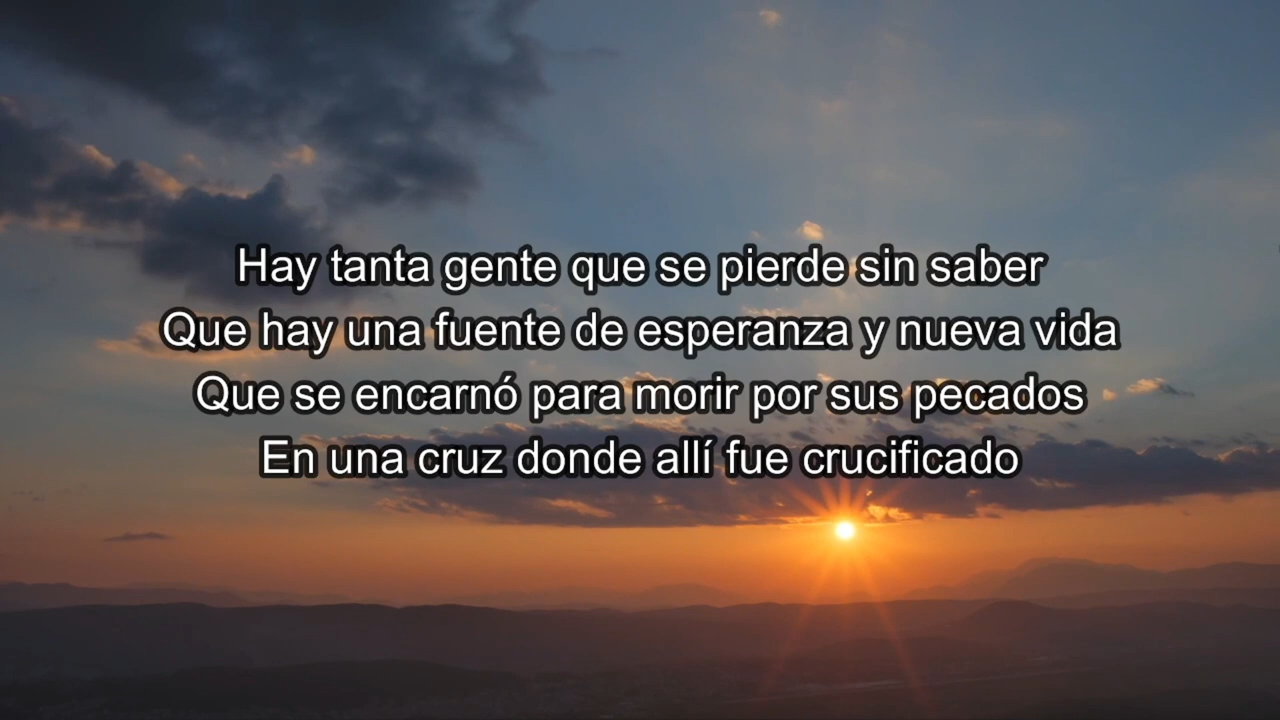 Hay tanta gente que se pierde sin saber
Que hay una fuente de esperanza y nueva vida
Que se encarnó para morir por sus pecados
En una cruz donde allí fue crucificado